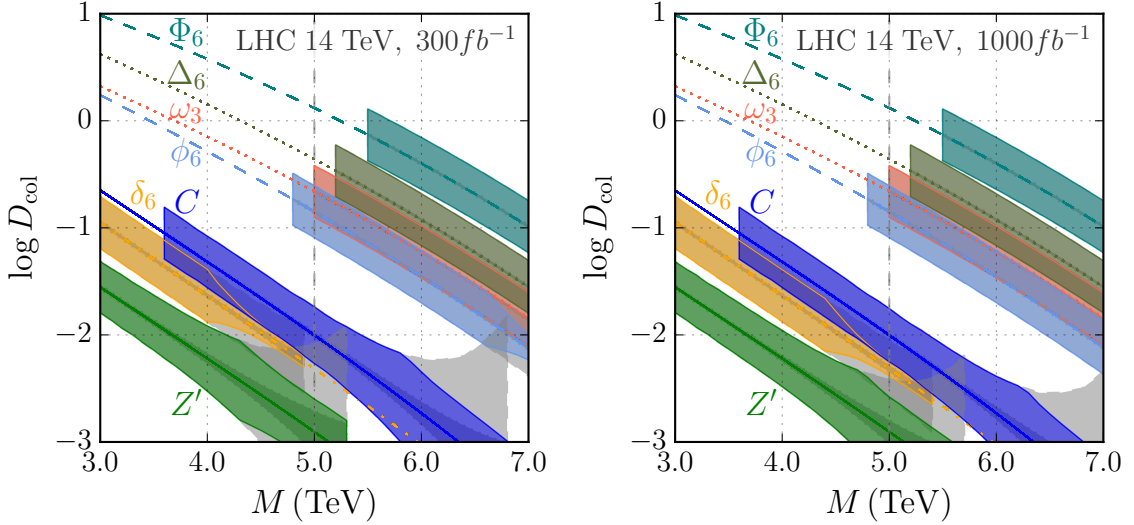 LHC 14 TeV, 300fb⁻¹
Φ₆
Δ₆
ω₃
ϕ₆
δ₆
C
Z′
1
0
−1
−2
−3
log D_col
3.0 4.0 5.0 6.0 7.0
M (TeV)
LHC 14 TeV, 1000fb⁻¹
Φ₆
Δ₆
ω₃
ϕ₆
δ₆
C
Z′
1
0
−1
−2
−3
log D_col
3.0 4.0 5.0 6.0 7.0
M (TeV)